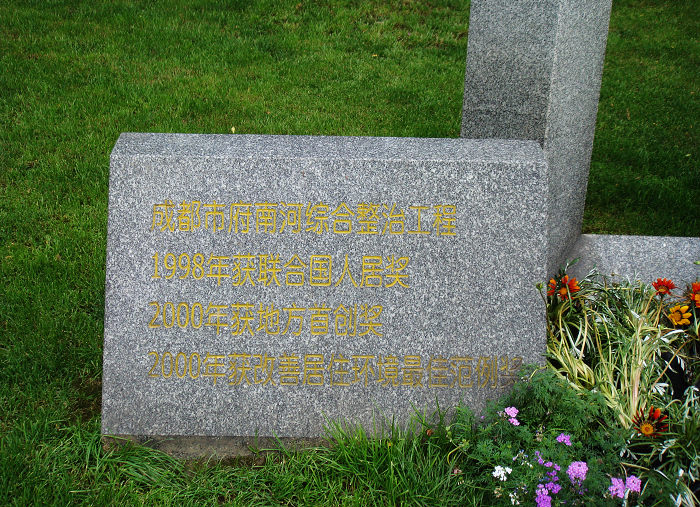 成都市府南河综合整治工程
1998年获联合国人居奖
2000年获地方首创奖
2000年获改善居住环境最佳范例奖